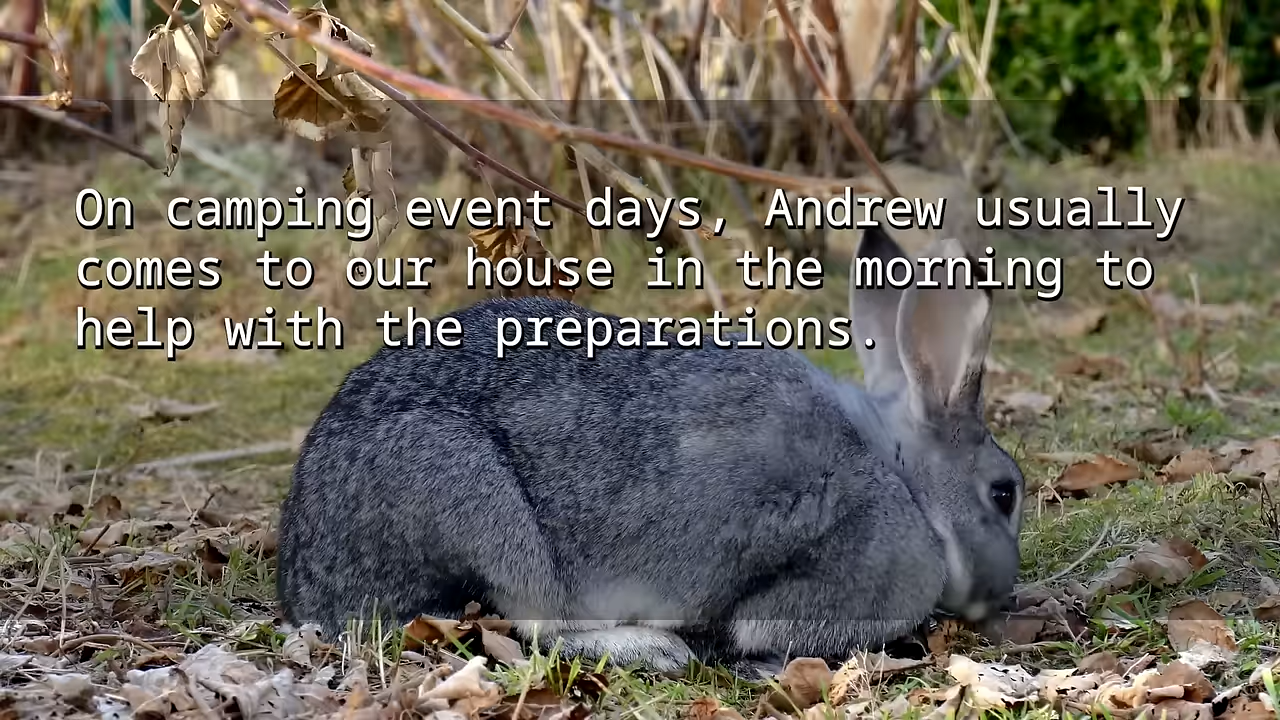 On camping event days, Andrew usually
comes to our house in the morning to
help with the preparations.